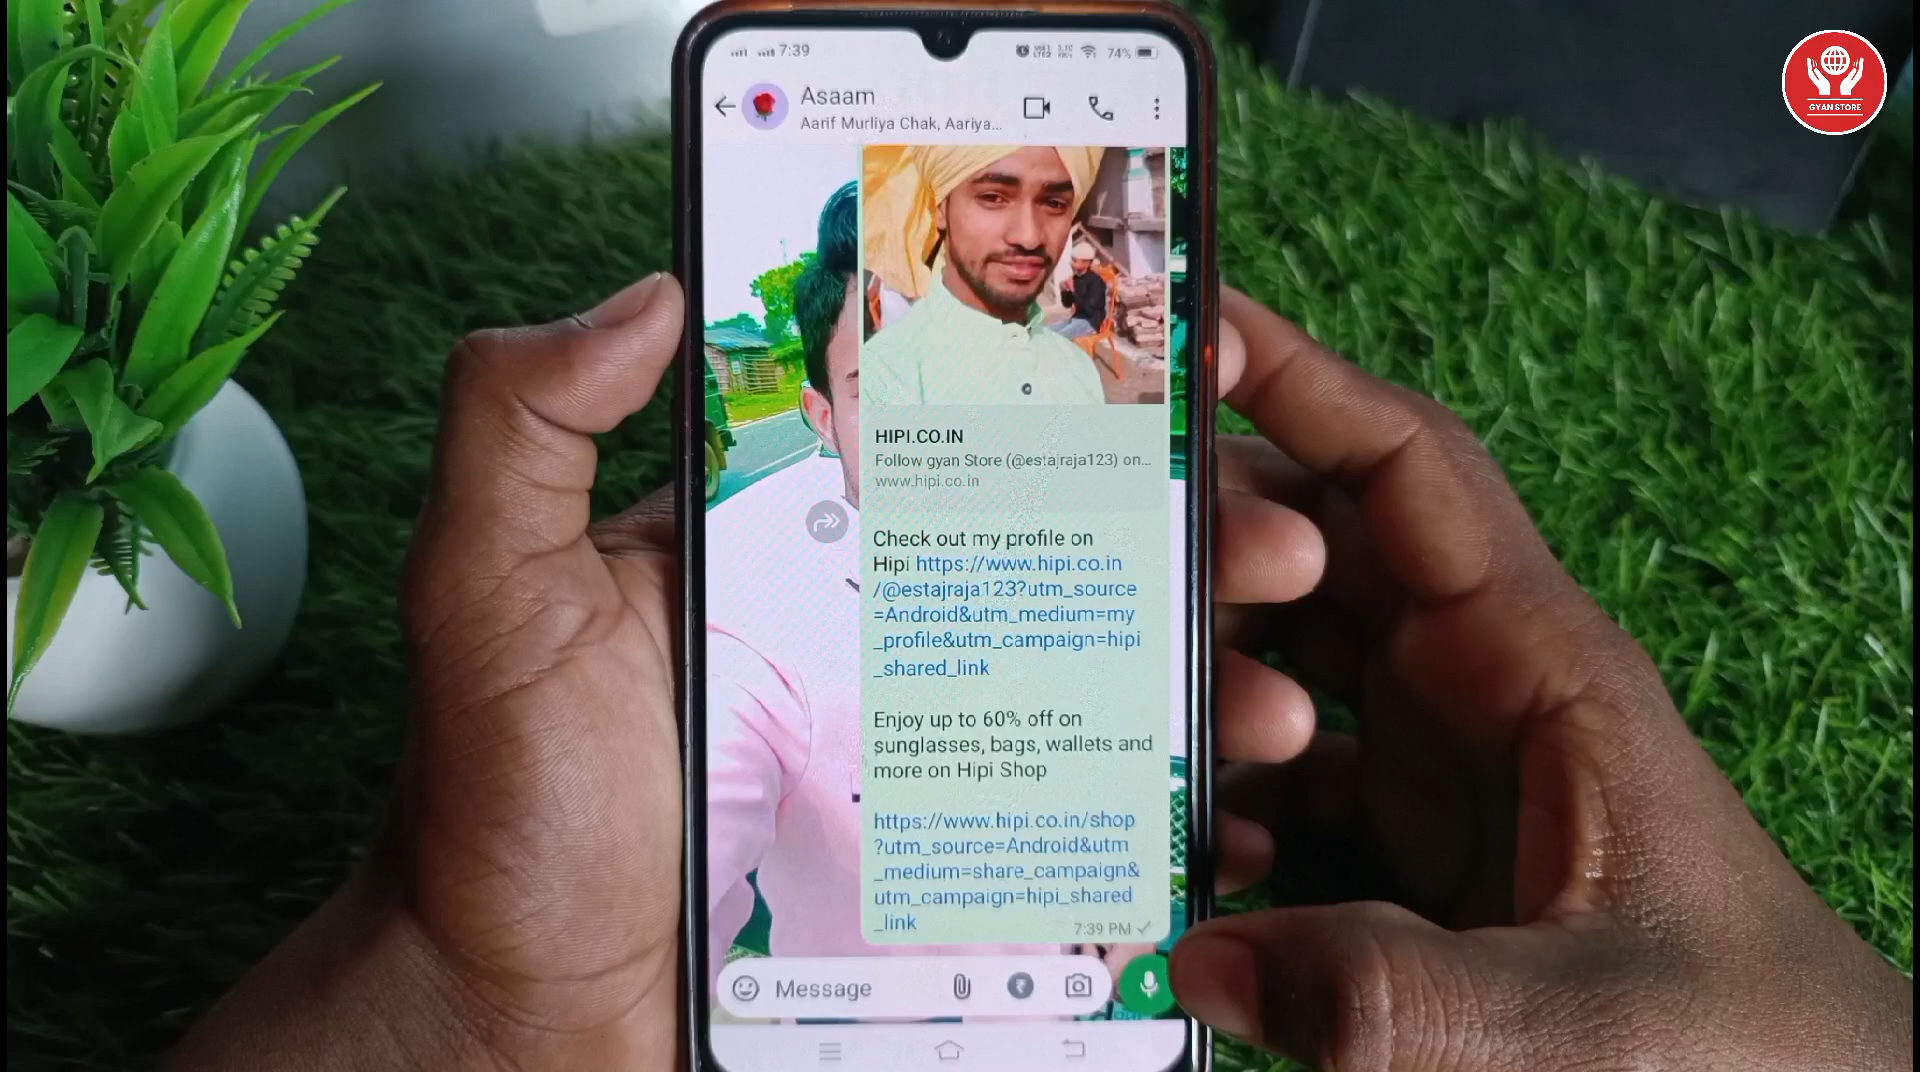 7:39
74%
GYAN STORE
Asaam
Aarif Murliya Chak, Aariya...
HIPI.CO.IN
Follow gyan Store (@estajraja123) on...
www.hipi.co.in
Check out my profile on
Hipi https://www.hipi.co.in
/@estajraja123?utm_source
=Android&utm_medium=my
_profile&utm_campaign=hipi
_shared_link
Enjoy up to 60% off on
sunglasses, bags, wallets and
more on Hipi Shop
https://www.hipi.co.in/shop
?utm_source=Android&utm
_medium=share_campaign&
utm_campaign=hipi_shared
_link
7:39 PM
Message